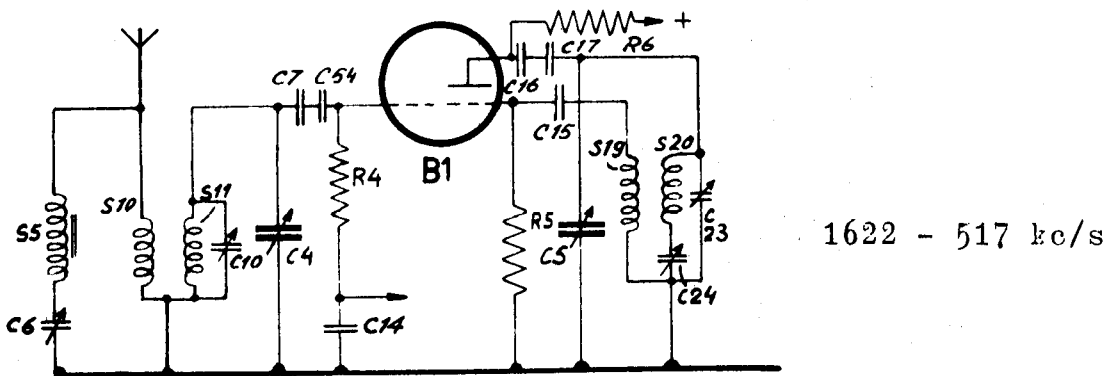 +
C17
R6
C7
C54
C16
C15
B1
S19
S20
R4
S11
S10
S5
C
23
R5
C10
C4
C5
1622 - 517 kc/s
C24
C6
C14